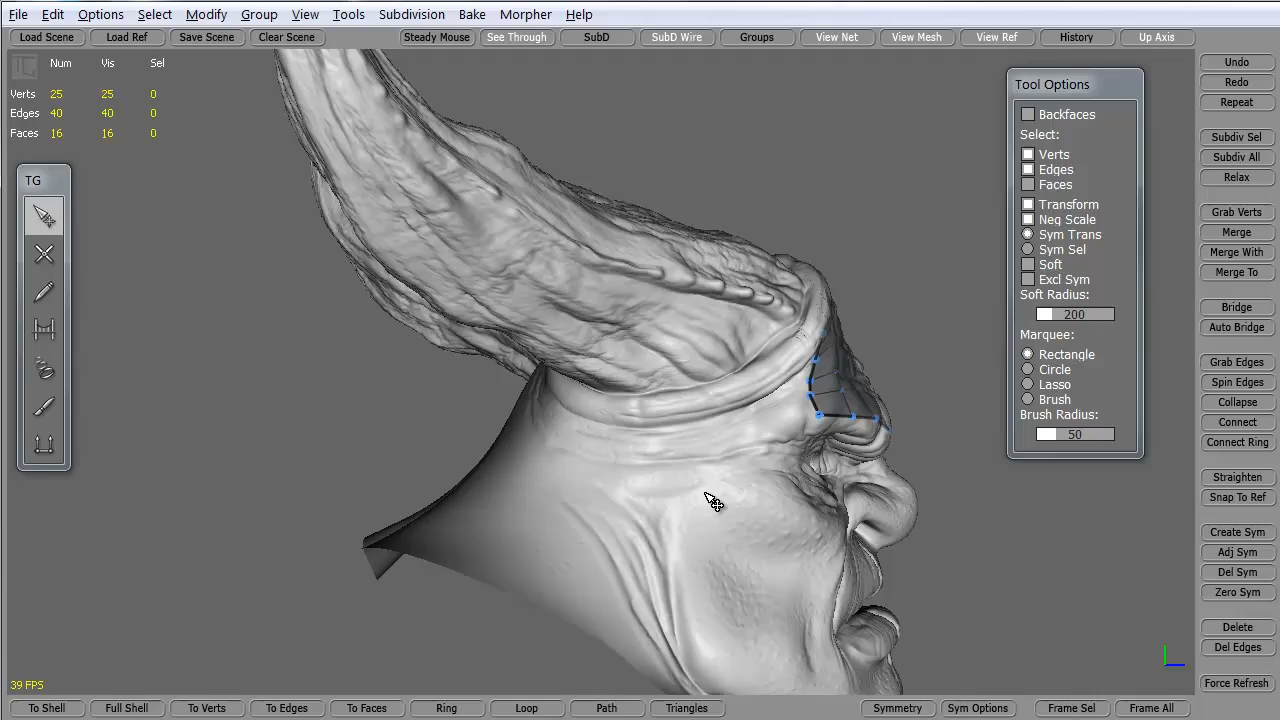 File Edit Options Select Modify Group View Tools Subdivision Bake Morpher Help
Load Scene Load Ref Save Scene Clear Scene Steady Mouse See Through SubD SubD Wire Groups View Net View Mesh View Ref History Up Axis
Num Vis Sel
Verts 25 25 0
Edges 40 40 0
Faces 16 16 0
TG
Tool Options
Backfaces
Select:
Verts
Edges
Faces
Transform
Neg Scale
Sym Trans
Sym Sel
Soft
Excl Sym
Soft Radius:
200
Marquee:
Rectangle
Circle
Lasso
Brush
Brush Radius:
50
Undo
Redo
Repeat
Subdiv Sel
Subdiv All
Relax
Grab Verts
Merge
Merge With
Merge To
Bridge
Auto Bridge
Grab Edges
Spin Edges
Collapse
Connect
Connect Ring
Straighten
Snap To Ref
Create Sym
Adj Sym
Del Sym
Zero Sym
Delete
Del Edges
Force Refresh
39 FPS
To Shell Full Shell To Verts To Edges To Faces Ring Loop Path Triangles Symmetry Sym Options Frame Sel Frame All